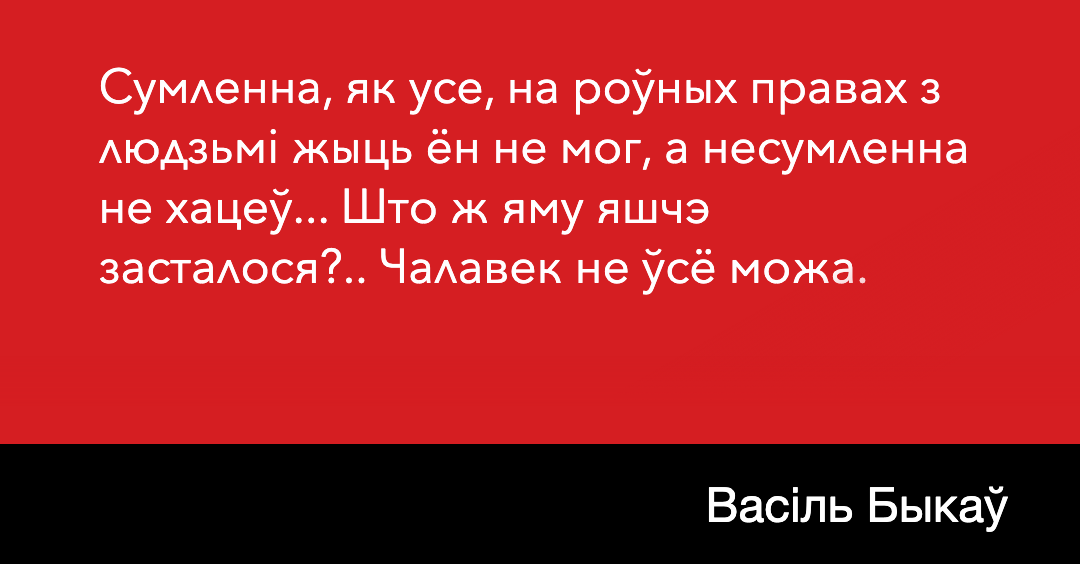 Сумленна, як усе, на роўных правах з
людзьмі жыць ён не мог, а несумленна
не хацеў... Што ж яму яшчэ
засталося?.. Чалавек не ўсё можа.
Васіль Быкаў